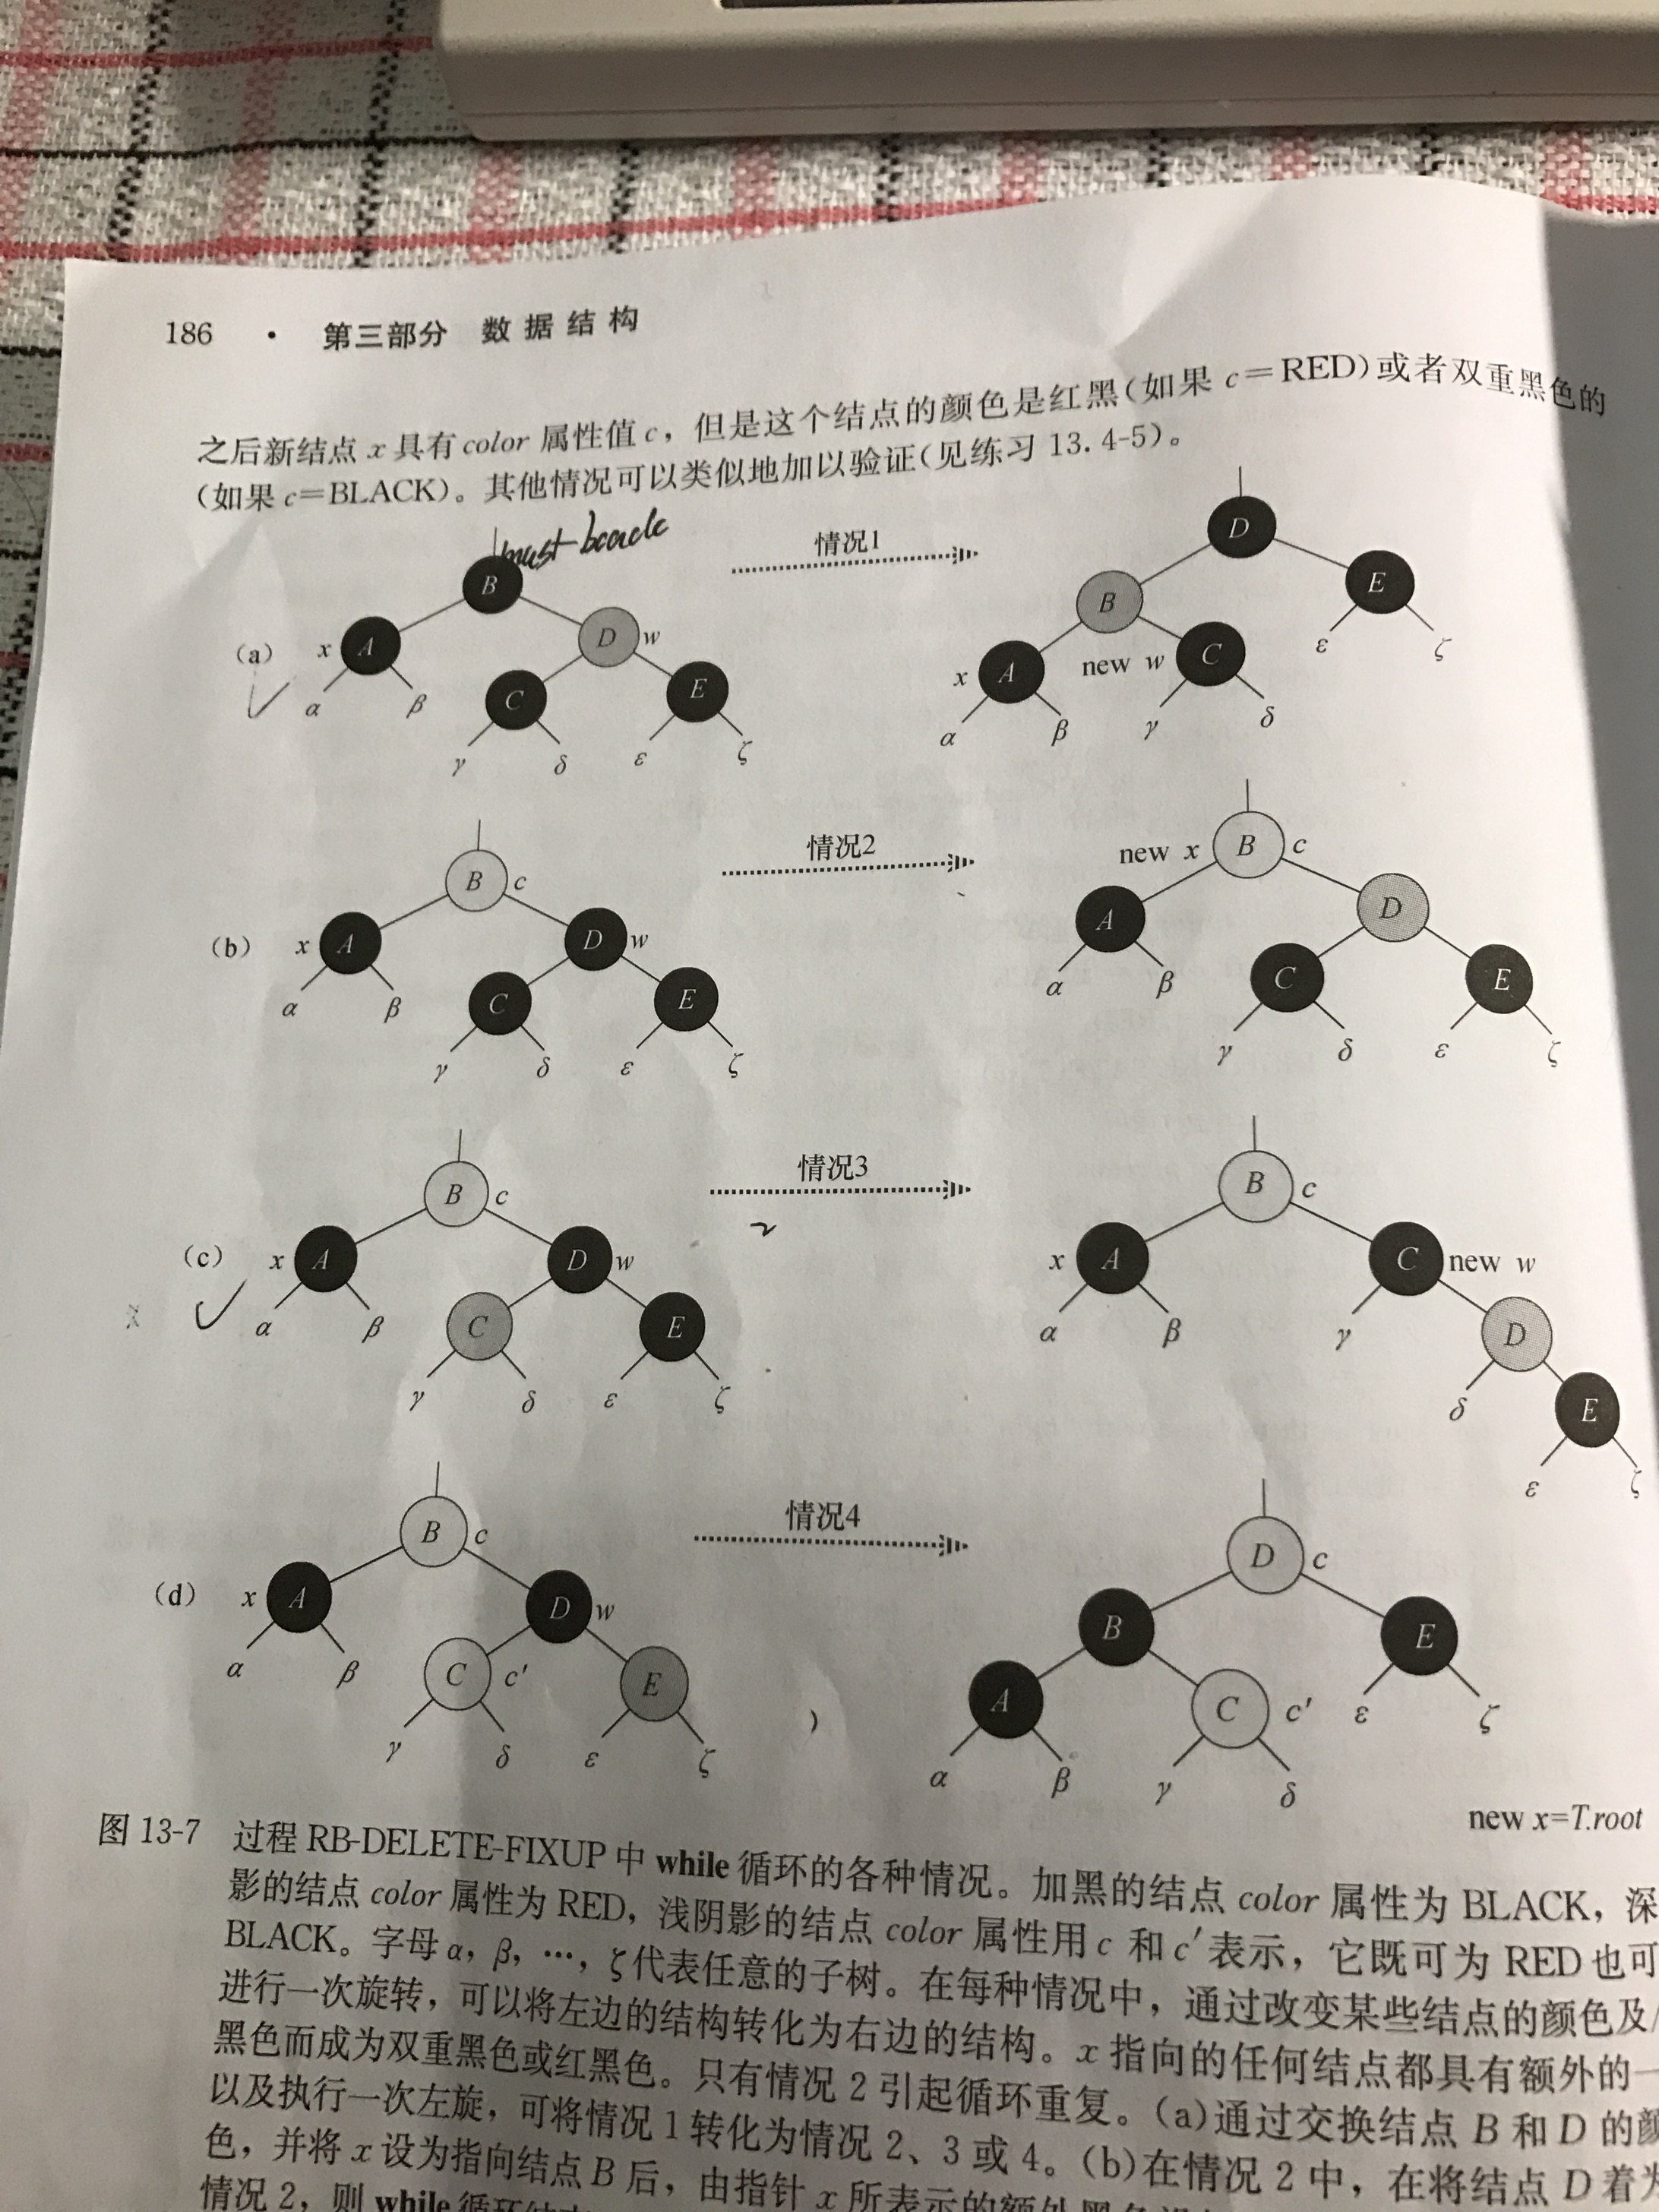 186 · 第三部分 数据结构
之后新结点 x 具有 color 属性值 c，但是这个结点的颜色是红黑(如果 c＝RED)或者双重黑色的
(如果 c＝BLACK)。其他情况可以类似地加以验证(见练习 13.4-5)。
must
情况1
(a)
B
x A
D w
C
E
α β
γ δ ε ζ
D
B
E
x A
new w C
ε ζ
α β γ δ
情况2
(b)
B c
x A
D w
C
E
α β
γ δ ε ζ
new x B c
A
D
C
E
α β
γ δ ε ζ
情况3
(c)
B c
x A
D w
C
E
α β
γ δ ε ζ
B c
x A
C new w
α β γ
D
δ
E
ε ζ
情况4
(d)
B c
x A
D w
C c′
E
α β
γ δ ε ζ
D c
B
E
A
C c′
ε ζ
α β γ δ
new x=T.root
图 13-7 过程 RB-DELETE-FIXUP 中 while 循环的各种情况。加黑的结点 color 属性为 BLACK，深
影的结点 color 属性为 RED，浅阴影的结点 color 属性用 c 和 c′表示，它既可为 RED 也可
BLACK。字母 α，β，…，ζ代表任意的子树。在每种情况中，通过改变某些结点的颜色及/
进行一次旋转，可以将左边的结构转化为右边的结构。x 指向的任何结点都具有额外的一
黑色而成为双重黑色或红黑色。只有情况 2 引起循环重复。(a)通过交换结点 B 和 D 的颜
以及执行一次左旋，可将情况 1 转化为情况 2、3 或 4。(b)在情况 2 中，在将结点 D 着为
色，并将 x 设为指向结点 B 后，由指针 x 所表示的额外黑色
情况 2，则 while 循环结束